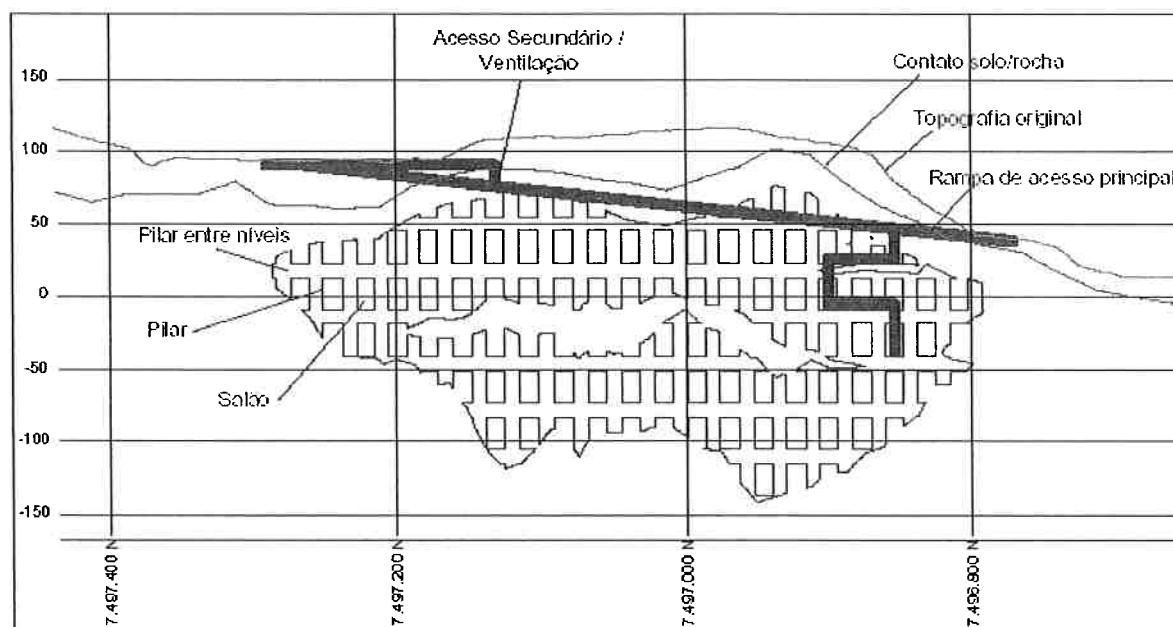 Acesso Secundário /
Ventilação
Contato solo/rocha
Topografia original
Rampa de acesso principal
Pilar entre níveis
Pilar
Salão
150
100
50
0
-50
-100
-150
7.497.400 N
7.497.200 N
7.497.000 N
7.496.800 N